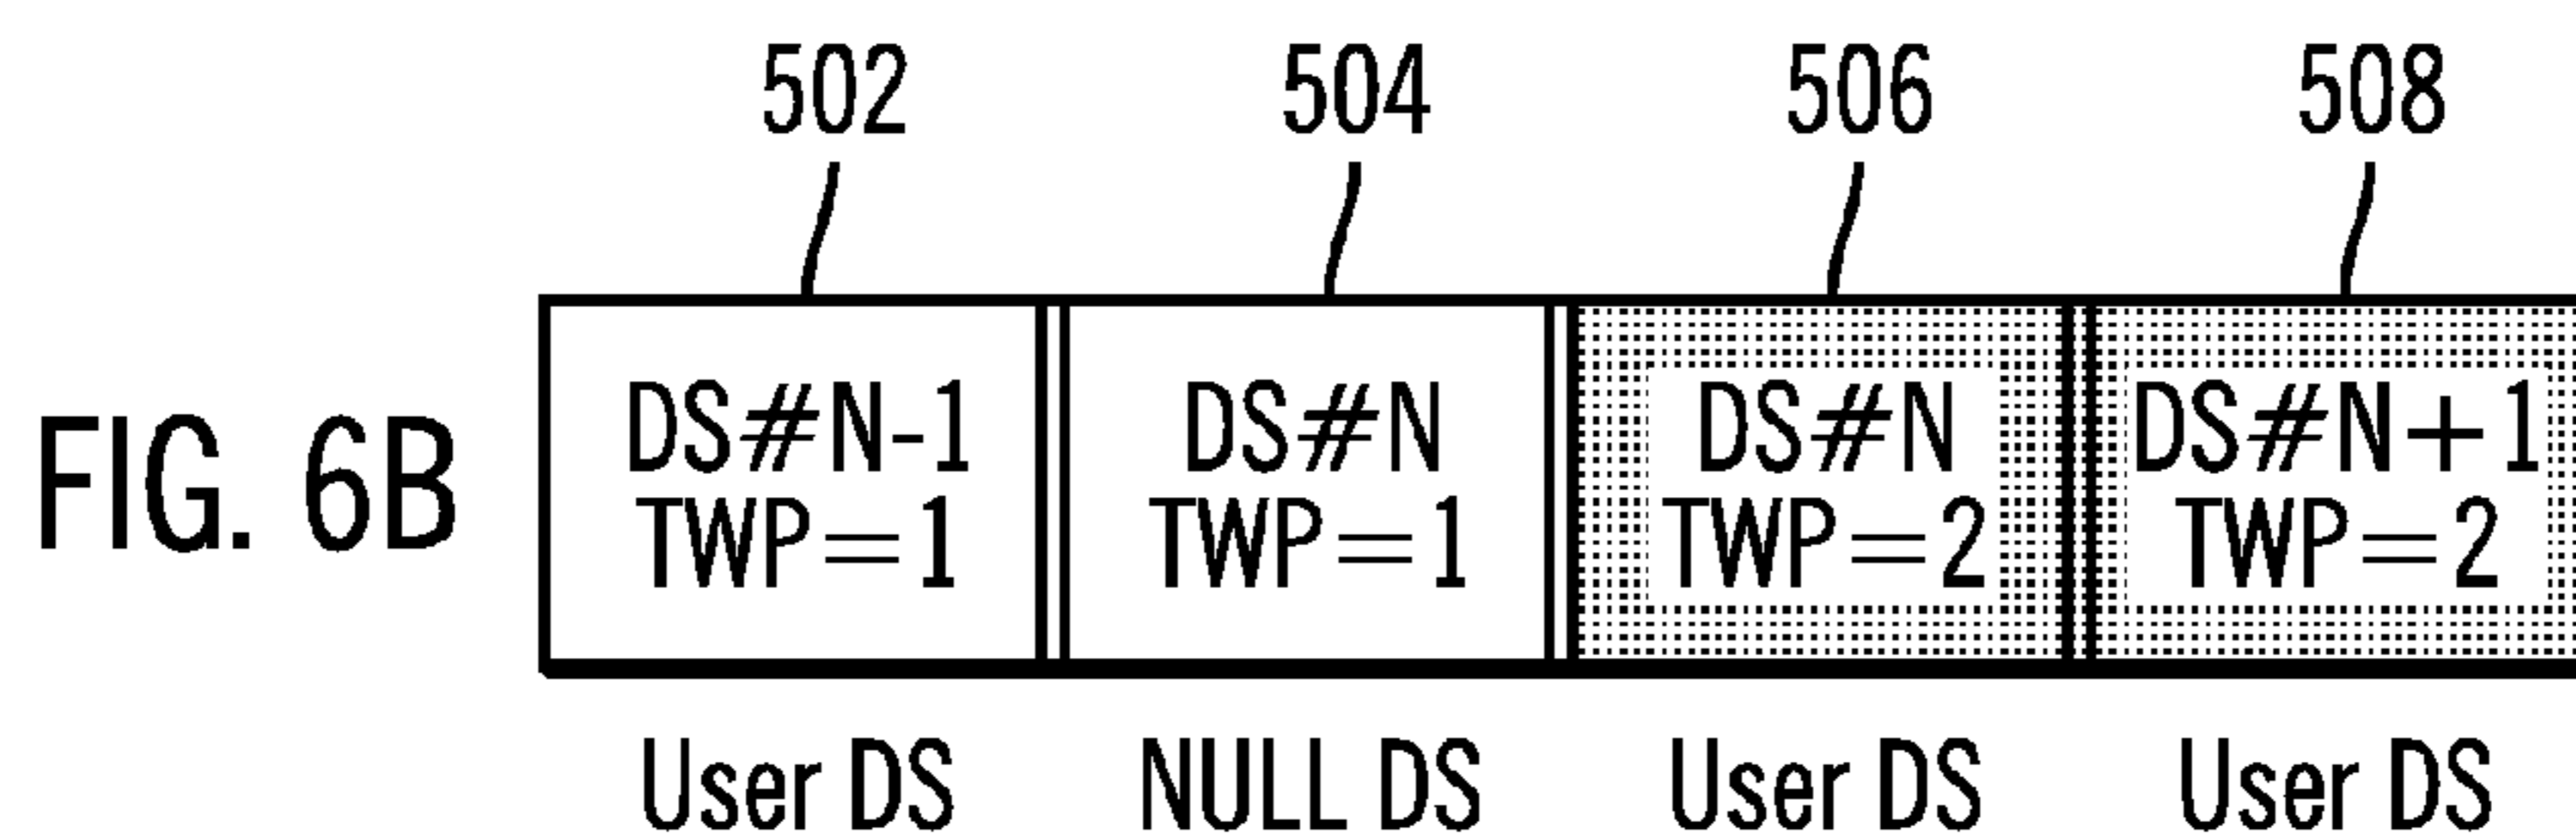 502 504 506 508
FIG. 6B
DS#N-1 DS#N DS#N DS#N+1
TWP=1 TWP=1 TWP=2 TWP=2
User DS NULL DS User DS User DS